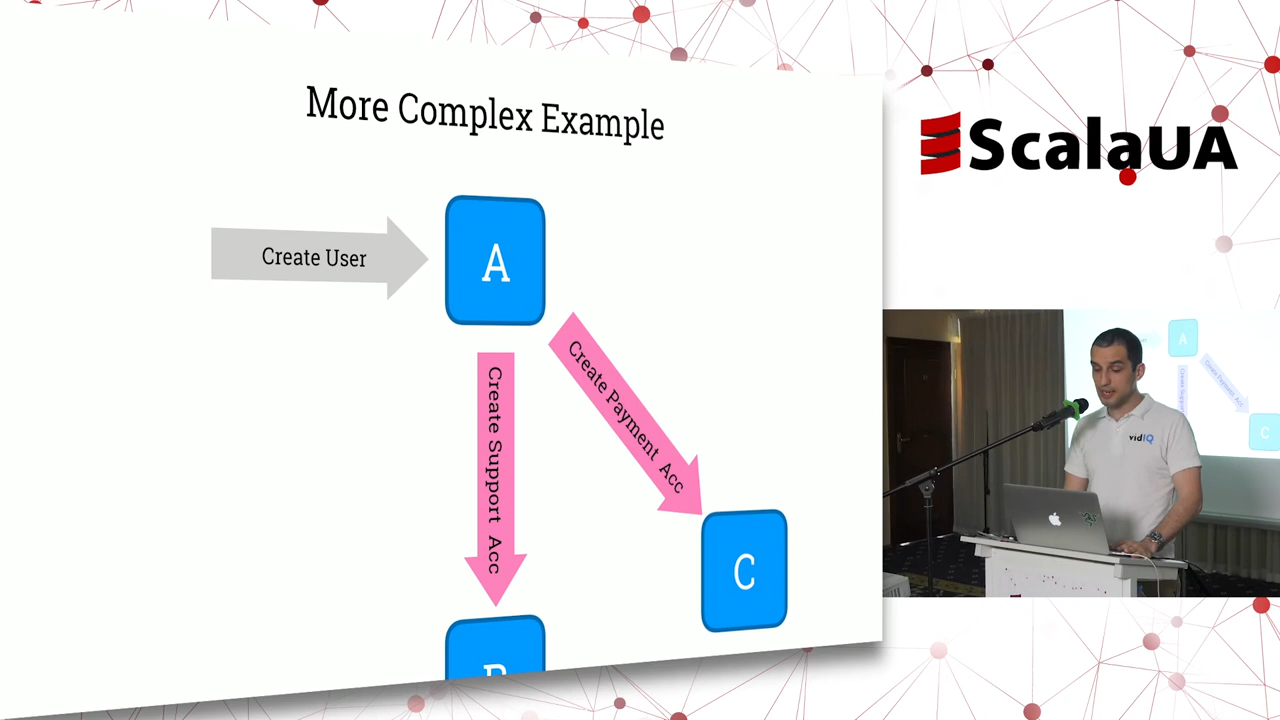 More Complex Example
ScalaUA
Create User
A
Create Support Acc
Create Payment Acc
C
A
C
vidIQ